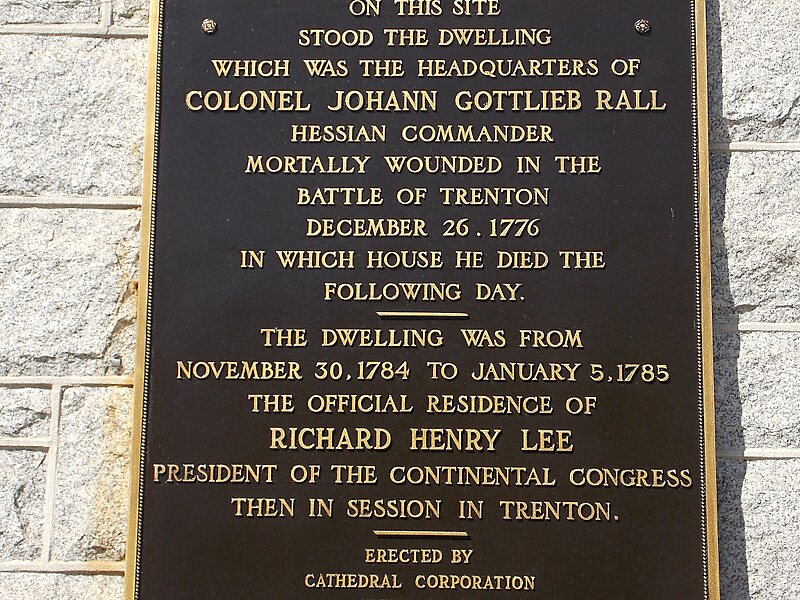 ON THIS SITE
STOOD THE DWELLING
WHICH WAS THE HEADQUARTERS OF
COLONEL JOHANN GOTTLIEB RALL
HESSIAN COMMANDER
MORTALLY WOUNDED IN THE
BATTLE OF TRENTON
DECEMBER 26.1776
IN WHICH HOUSE HE DIED THE
FOLLOWING DAY.
THE DWELLING WAS FROM
NOVEMBER 30,1784 TO JANUARY 5,1785
THE OFFICIAL RESIDENCE OF
RICHARD HENRY LEE
PRESIDENT OF THE CONTINENTAL CONGRESS
THEN IN SESSION IN TRENTON.
ERECTED BY
CATHEDRAL CORPORATION